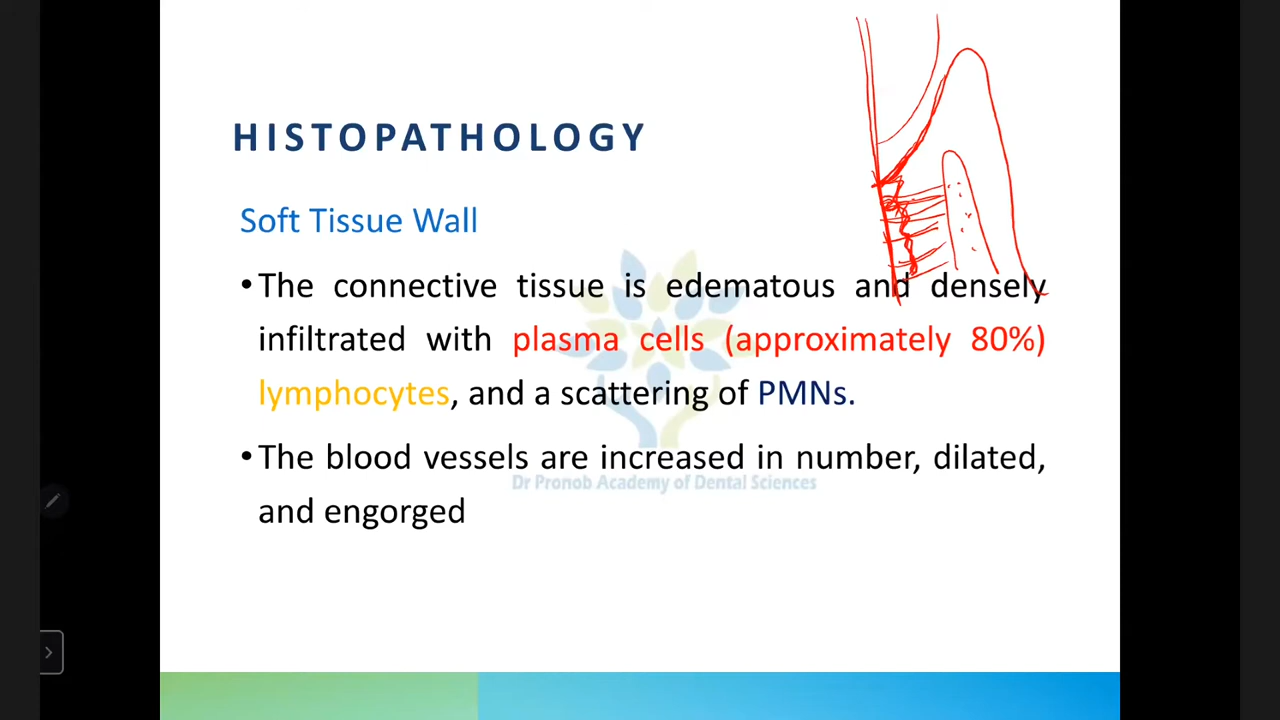 HISTOPATHOLOGY
Soft Tissue Wall
•The connective tissue is edematous and densely
infiltrated with plasma cells (approximately 80%)
lymphocytes, and a scattering of PMNs.
•The blood vessels are increased in number, dilated,
Dr Pronob Academy of Dental Sciences
and engorged